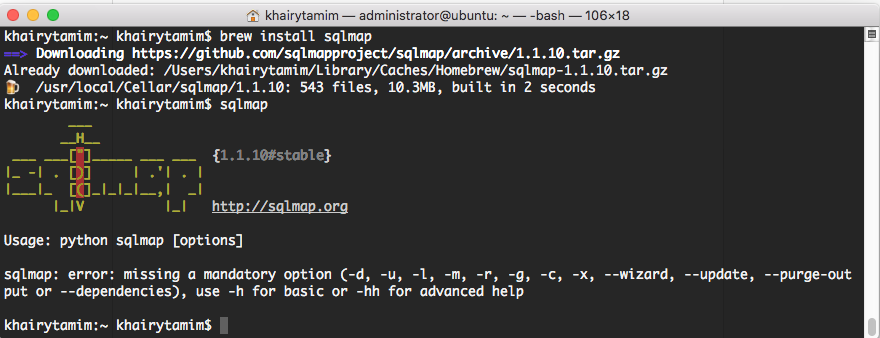 khairytamim — administrator@ubuntu: ~ — -bash — 106×18
khairytamim:~ khairytamim$ brew install sqlmap
==> Downloading https://github.com/sqlmapproject/sqlmap/archive/1.1.10.tar.gz
Already downloaded: /Users/khairytamim/Library/Caches/Homebrew/sqlmap-1.1.10.tar.gz
🍺  /usr/local/Cellar/sqlmap/1.1.10: 543 files, 10.3MB, built in 2 seconds
khairytamim:~ khairytamim$ sqlmap
        ___
       __H__
 ___ ___["]_____ ___ ___  {1.1.10#stable}
|_ -| . [)]     | .'| . |
|___|_  [(]_|_|_|__,|  _|
      |_|V          |_|   http://sqlmap.org
Usage: python sqlmap [options]
sqlmap: error: missing a mandatory option (-d, -u, -l, -m, -r, -g, -c, -x, --wizard, --update, --purge-out
put or --dependencies), use -h for basic or -hh for advanced help
khairytamim:~ khairytamim$